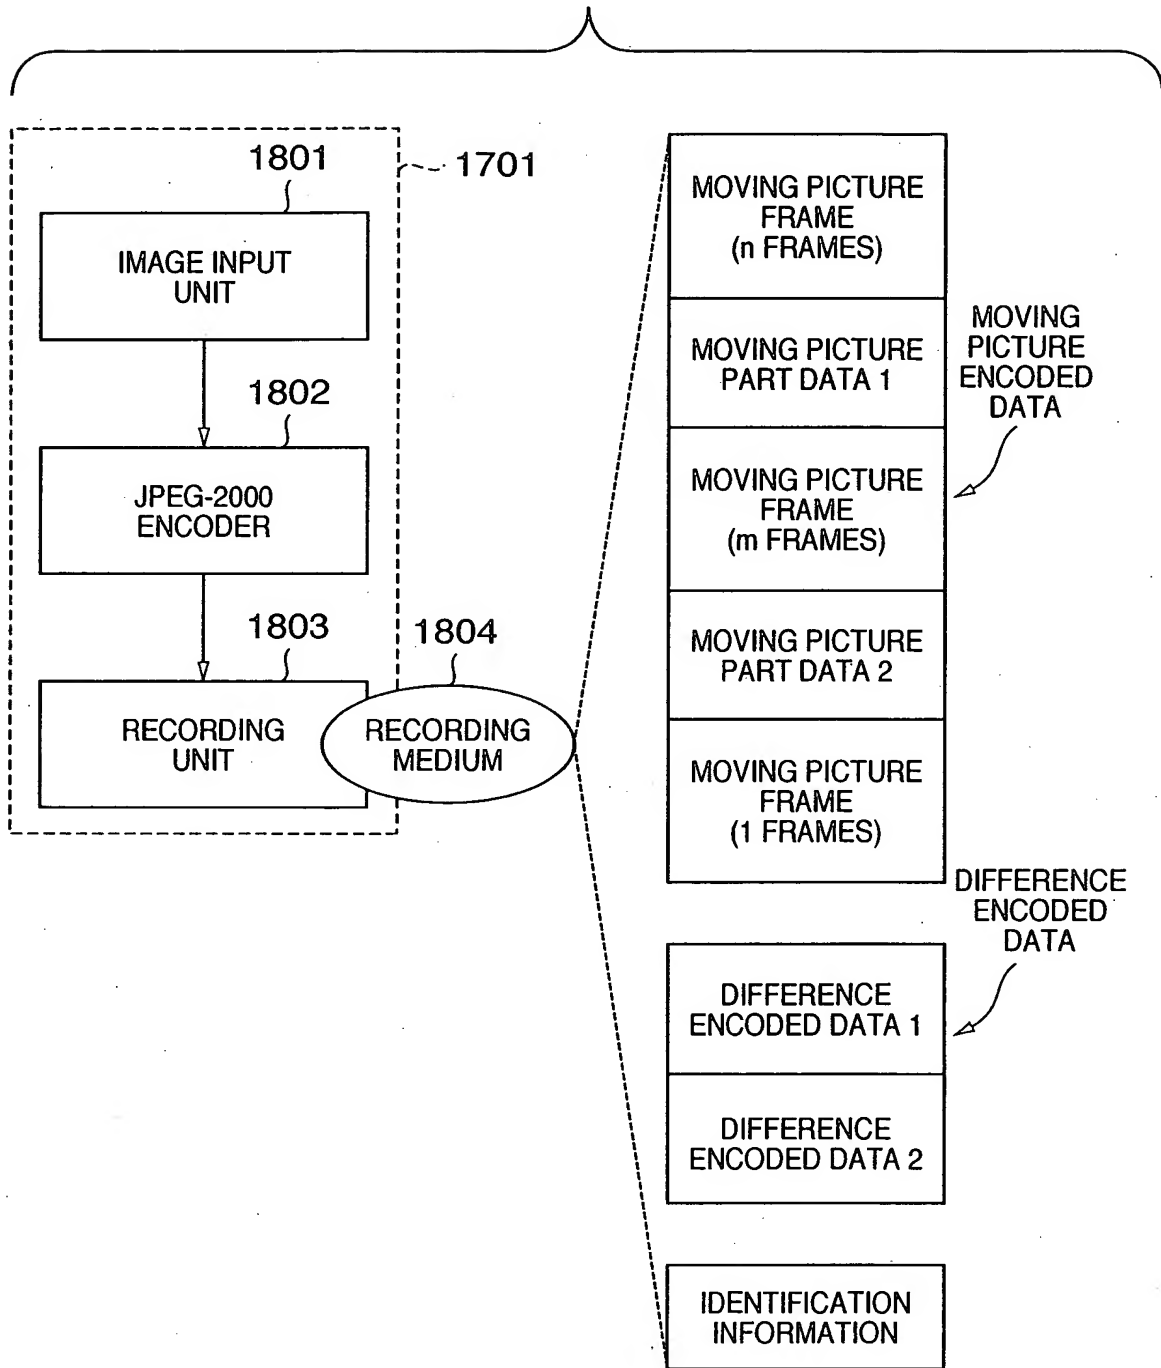 1701
1801
IMAGE INPUT
UNIT
1802
JPEG-2000
ENCODER
1803
RECORDING
UNIT
1804
RECORDING
MEDIUM
MOVING PICTURE
FRAME
(n FRAMES)
MOVING PICTURE
PART DATA 1
MOVING PICTURE
FRAME
(m FRAMES)
MOVING PICTURE
PART DATA 2
MOVING PICTURE
FRAME
(1 FRAMES)
MOVING
PICTURE
ENCODED
DATA
DIFFERENCE
ENCODED DATA 1
DIFFERENCE
ENCODED DATA 2
DIFFERENCE
ENCODED
DATA
IDENTIFICATION
INFORMATION